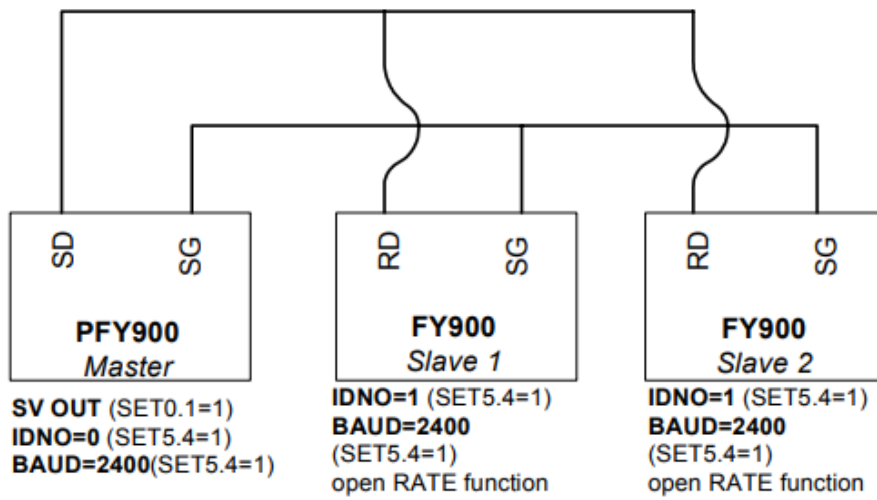 SD
SG
PFY900
Master
SV OUT (SET0.1=1)
IDNO=0 (SET5.4=1)
BAUD=2400(SET5.4=1)
RD
SG
FY900
Slave 1
IDNO=1 (SET5.4=1)
BAUD=2400
(SET5.4=1)
open RATE function
RD
SG
FY900
Slave 2
IDNO=1 (SET5.4=1)
BAUD=2400
(SET5.4=1)
open RATE function